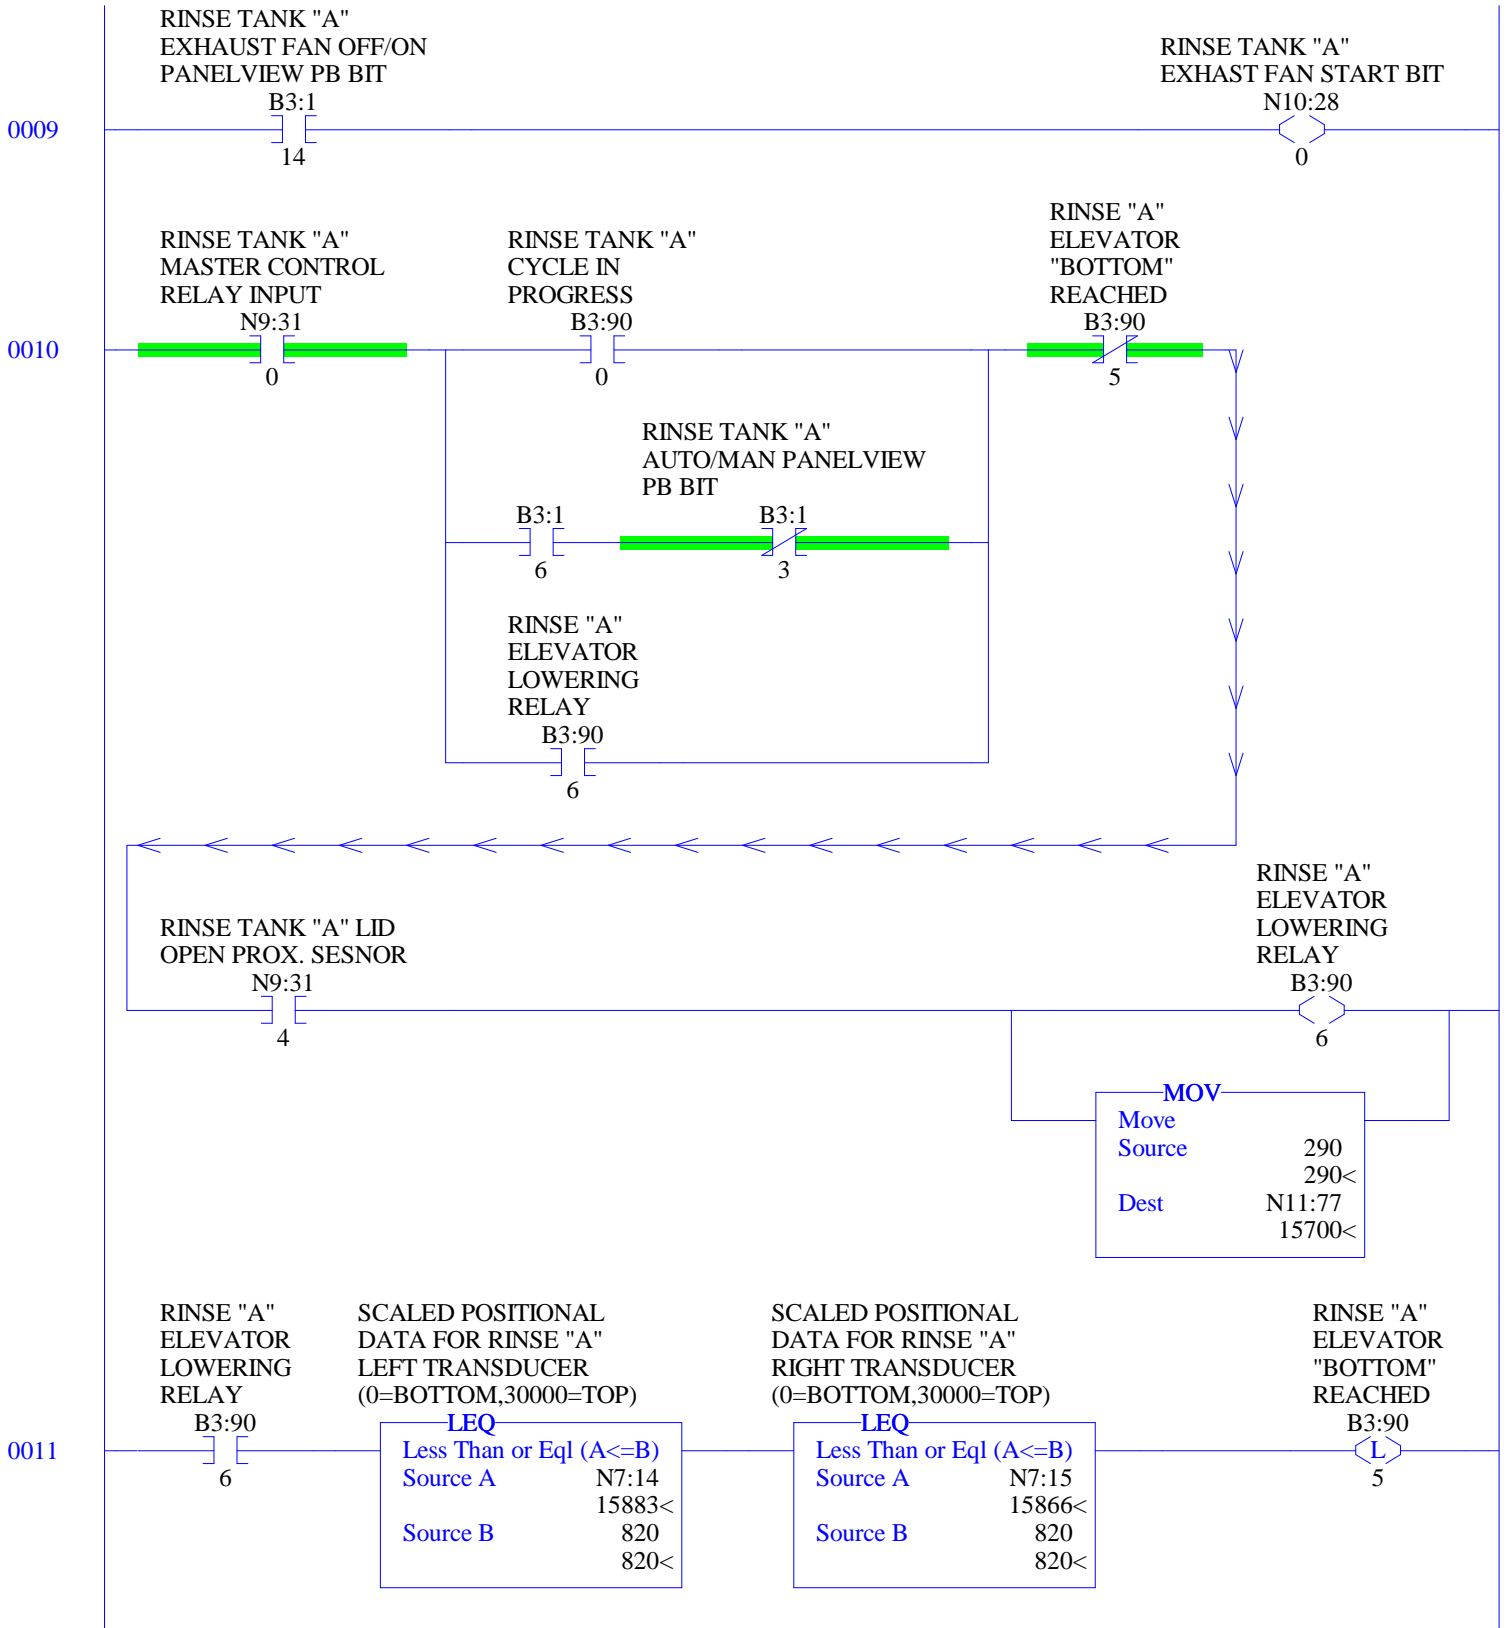 RINSE TANK "A"
EXHAUST FAN OFF/ON
PANELVIEW PB BIT
B3:1
14
RINSE TANK "A"
EXHAST FAN START BIT
N10:28
0
0009
RINSE TANK "A"
MASTER CONTROL
RELAY INPUT
N9:31
0
RINSE TANK "A"
CYCLE IN
PROGRESS
B3:90
0
RINSE "A"
ELEVATOR
"BOTTOM"
REACHED
B3:90
5
0010
RINSE TANK "A"
AUTO/MAN PANELVIEW
PB BIT
B3:1
6
B3:1
3
RINSE "A"
ELEVATOR
LOWERING
RELAY
B3:90
6
RINSE TANK "A" LID
OPEN PROX. SESNOR
N9:31
4
RINSE "A"
ELEVATOR
LOWERING
RELAY
B3:90
6
MOV
Move
Source 290
290<
Dest N11:77
15700<
RINSE "A"
ELEVATOR
LOWERING
RELAY
B3:90
6
SCALED POSITIONAL
DATA FOR RINSE "A"
LEFT TRANSDUCER
(0=BOTTOM,30000=TOP)
LEQ
Less Than or Eql (A<=B)
Source A N7:14
15883<
Source B 820
820<
SCALED POSITIONAL
DATA FOR RINSE "A"
RIGHT TRANSDUCER
(0=BOTTOM,30000=TOP)
LEQ
Less Than or Eql (A<=B)
Source A N7:15
15866<
Source B 820
820<
RINSE "A"
ELEVATOR
"BOTTOM"
REACHED
B3:90
L
5
0011